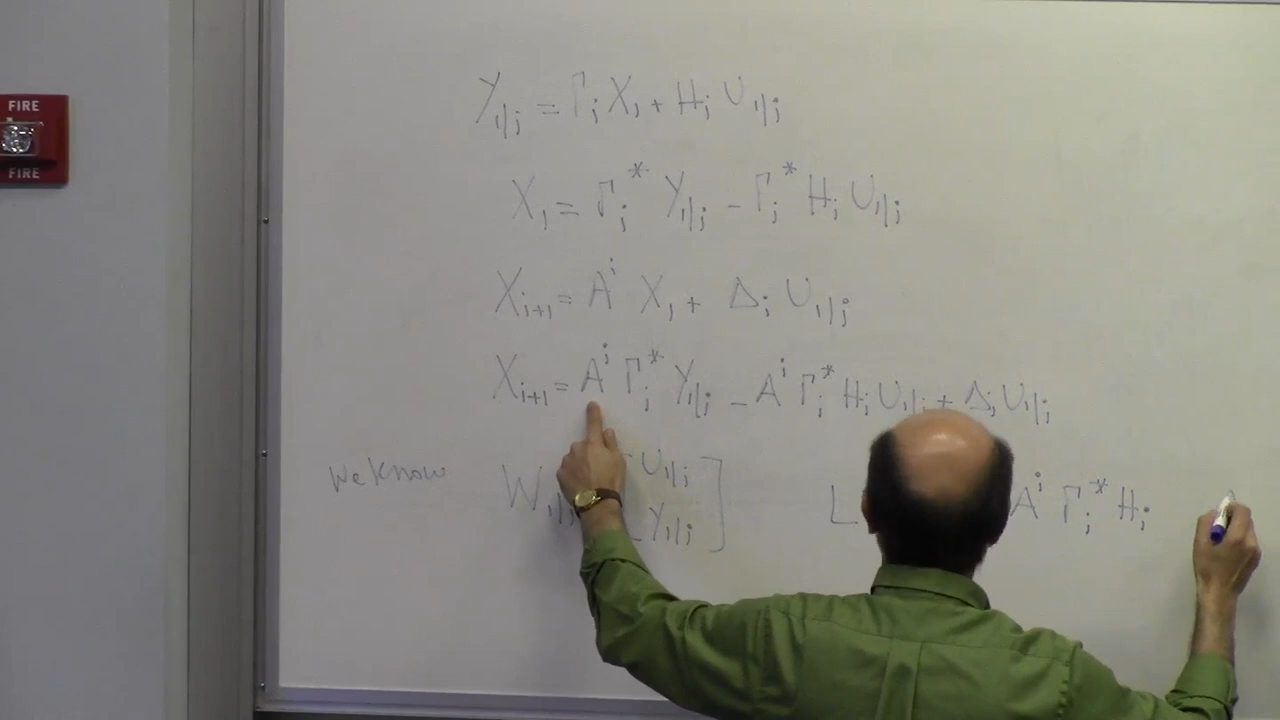 FIRE
FIRE
Y₁|ᵢ = Γᵢ X₁ + Hᵢ U₁|ᵢ
X₁ = Γᵢ* Y₁|ᵢ - Γᵢ* Hᵢ U₁|ᵢ
Xᵢ₊₁ = Aⁱ X₁ + Δᵢ U₁|ᵢ
Xᵢ₊₁ = Aⁱ Γᵢ* Y₁|ᵢ - Aⁱ Γᵢ* Hᵢ U₁|ᵢ + Δᵢ U₁|ᵢ
We know W₁|ᵢ [U₁|ᵢ Y₁|ᵢ] L Aⁱ Γᵢ* Hᵢ